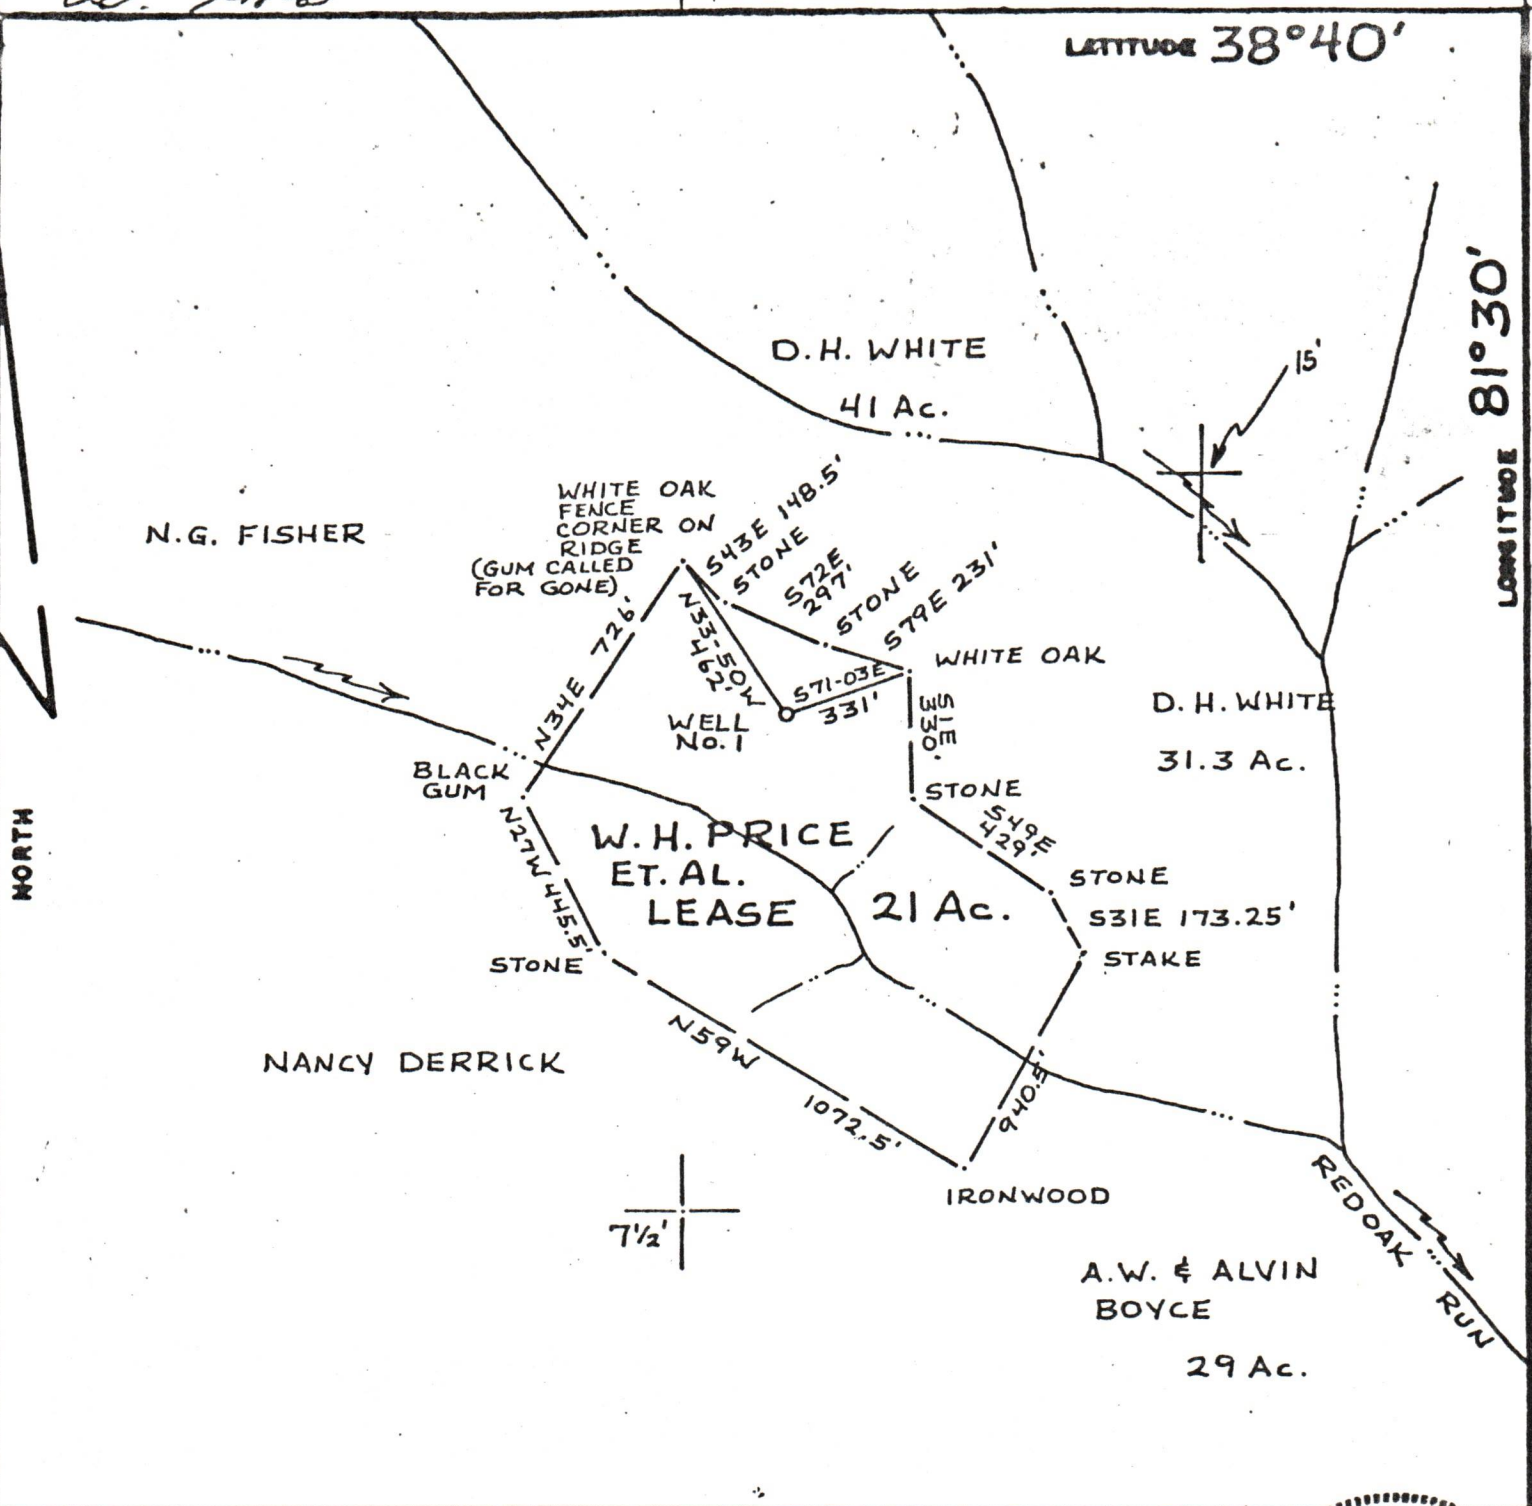 LATITUDE 38°40'
LONGITUDE 81°30'
15'
D.H. WHITE
41 Ac.
N.G. FISHER
WHITE OAK
FENCE
CORNER ON
RIDGE
(GUM CALLED
FOR GONE)
S43E 148.5'
STONE
S72E
297'
STONE
S79E 231'
WHITE OAK
N34E 726'
N33-50W
462'
S71-03E
331'
WELL
No. 1
S1E
330'
D. H. WHITE
31.3 Ac.
BLACK
GUM
STONE
S49E
429'
NORTH
N27W 445.5'
W. H. PRICE
ET. AL.
LEASE
21 Ac.
STONE
S31E 173.25'
STAKE
STONE
N59W 1072.5'
940.5'
NANCY DERRICK
IRONWOOD
7½'
REDOAK RUN
A.W. & ALVIN
BOYCE
29 Ac.